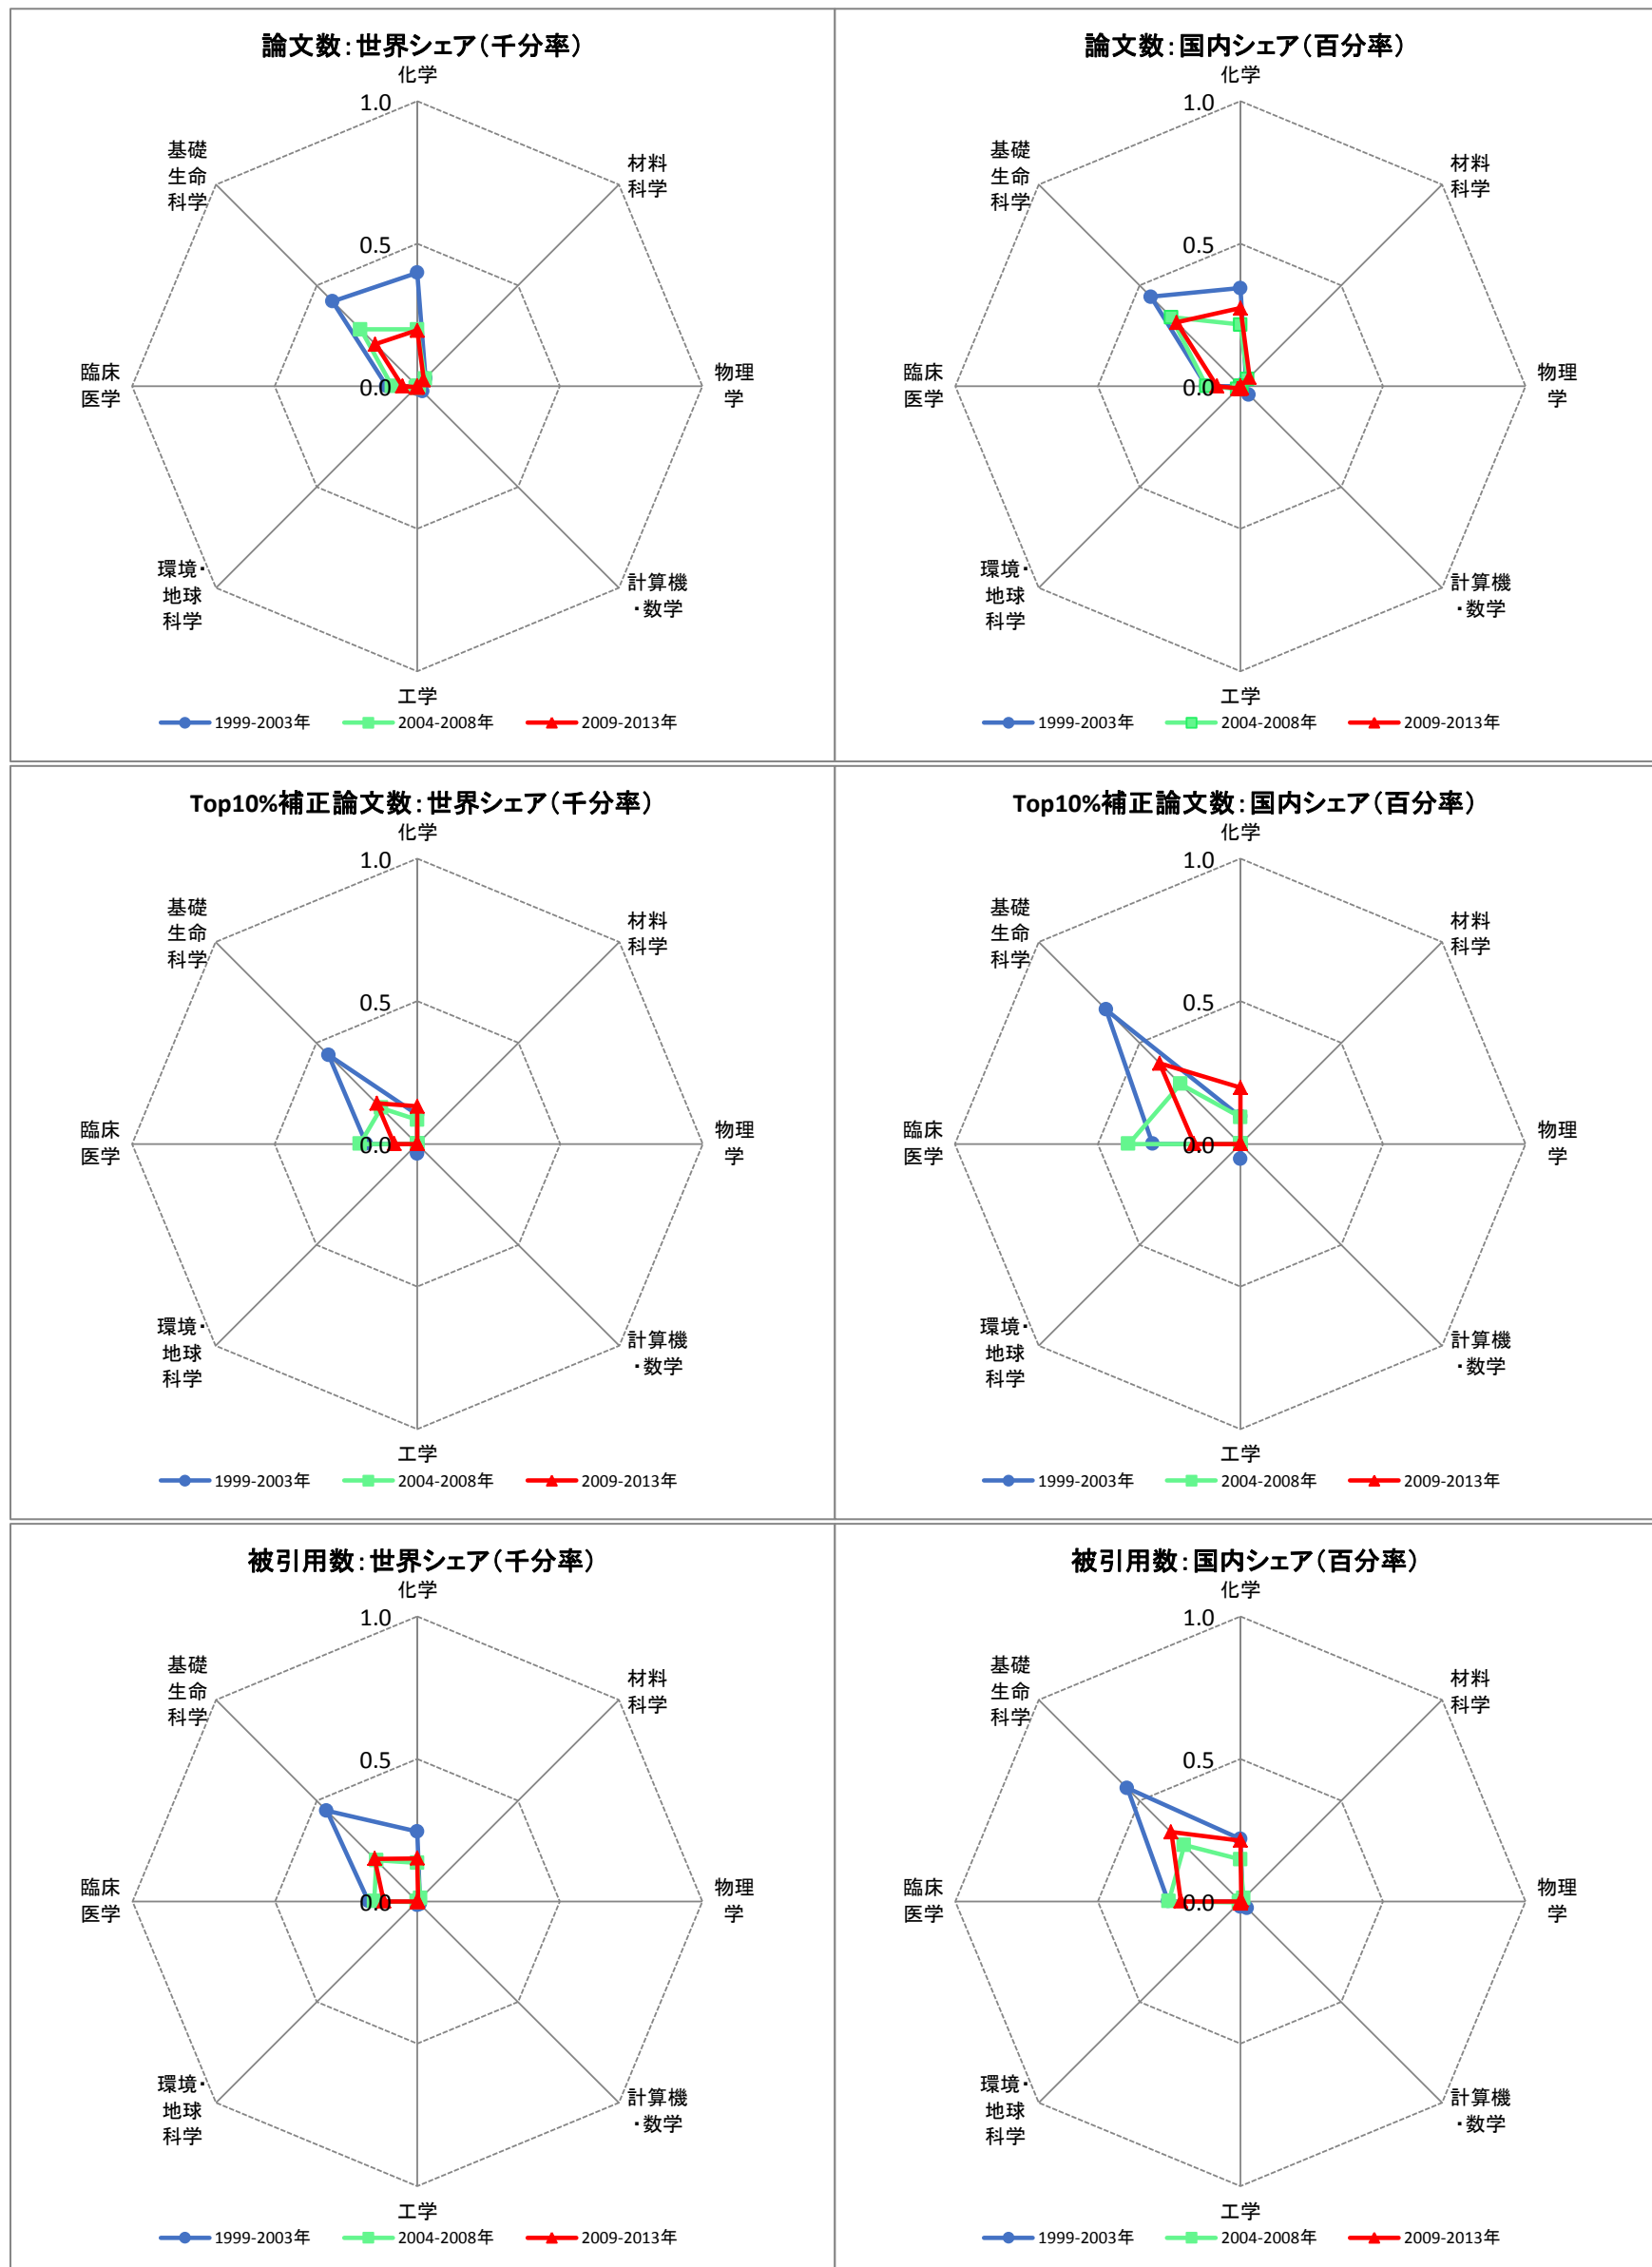 論文数：世界シェア（千分率）
化学
1.0
基礎
生命
科学
材料
科学
0.5
臨床
医学
0.0
物理
学
環境・
地球
科学
計算機
・数学
工学
1999-2003年
2004-2008年
2009-2013年
論文数：国内シェア（百分率）
化学
1.0
基礎
生命
科学
材料
科学
0.5
臨床
医学
0.0
物理
学
環境・
地球
科学
計算機
・数学
工学
1999-2003年
2004-2008年
2009-2013年
Top10%補正論文数：世界シェア（千分率）
化学
1.0
基礎
生命
科学
材料
科学
0.5
臨床
医学
0.0
物理
学
環境・
地球
科学
計算機
・数学
工学
1999-2003年
2004-2008年
2009-2013年
Top10%補正論文数：国内シェア（百分率）
化学
1.0
基礎
生命
科学
材料
科学
0.5
臨床
医学
0.0
物理
学
環境・
地球
科学
計算機
・数学
工学
1999-2003年
2004-2008年
2009-2013年
被引用数：世界シェア（千分率）
化学
1.0
基礎
生命
科学
材料
科学
0.5
臨床
医学
0.0
物理
学
環境・
地球
科学
計算機
・数学
工学
1999-2003年
2004-2008年
2009-2013年
被引用数：国内シェア（百分率）
化学
1.0
基礎
生命
科学
材料
科学
0.5
臨床
医学
0.0
物理
学
環境・
地球
科学
計算機
・数学
工学
1999-2003年
2004-2008年
2009-2013年